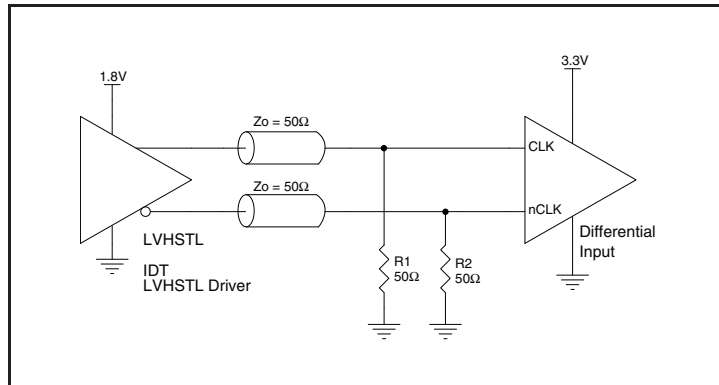 1.8V
3.3V
Zo = 50Ω
CLK
Zo = 50Ω
nCLK
LVHSTL
Differential
Input
IDT
LVHSTL Driver
R1
50Ω
R2
50Ω